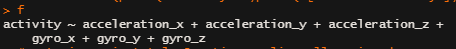 > f
activity ~ acceleration_x + acceleration_y + acceleration_z +
    gyro_x + gyro_y + gyro_z